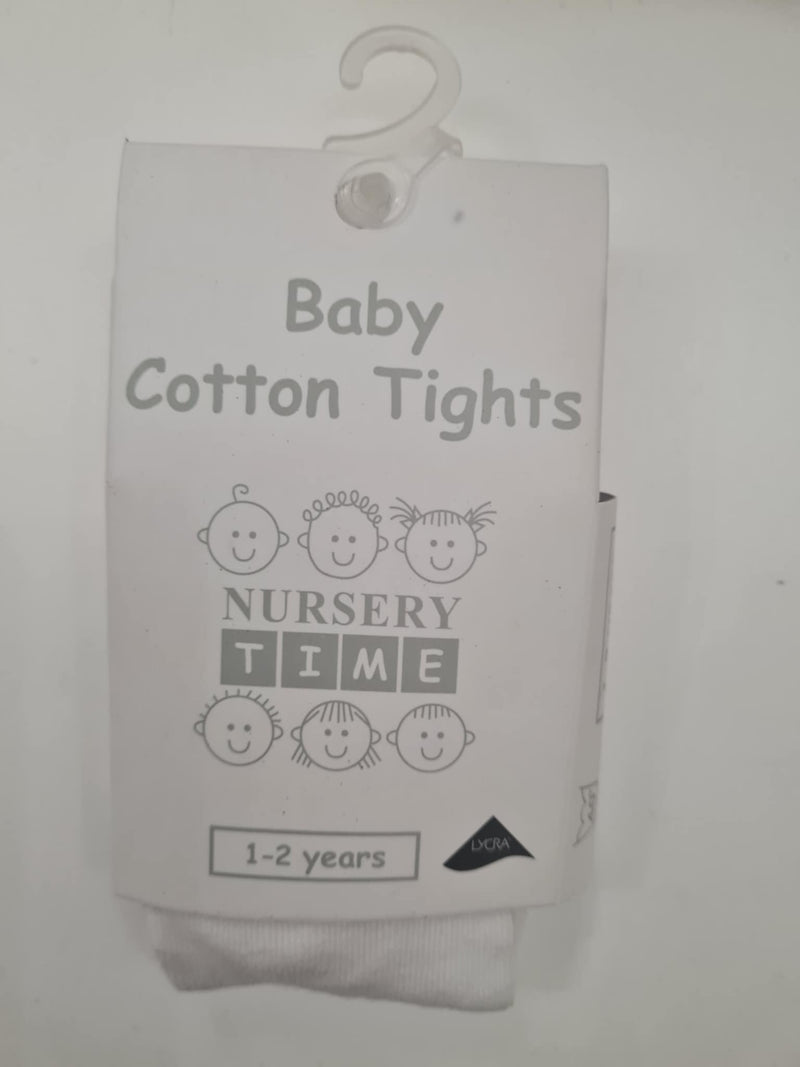 Baby
Cotton Tights
NURSERY
TIME
1-2 years
LYCRA